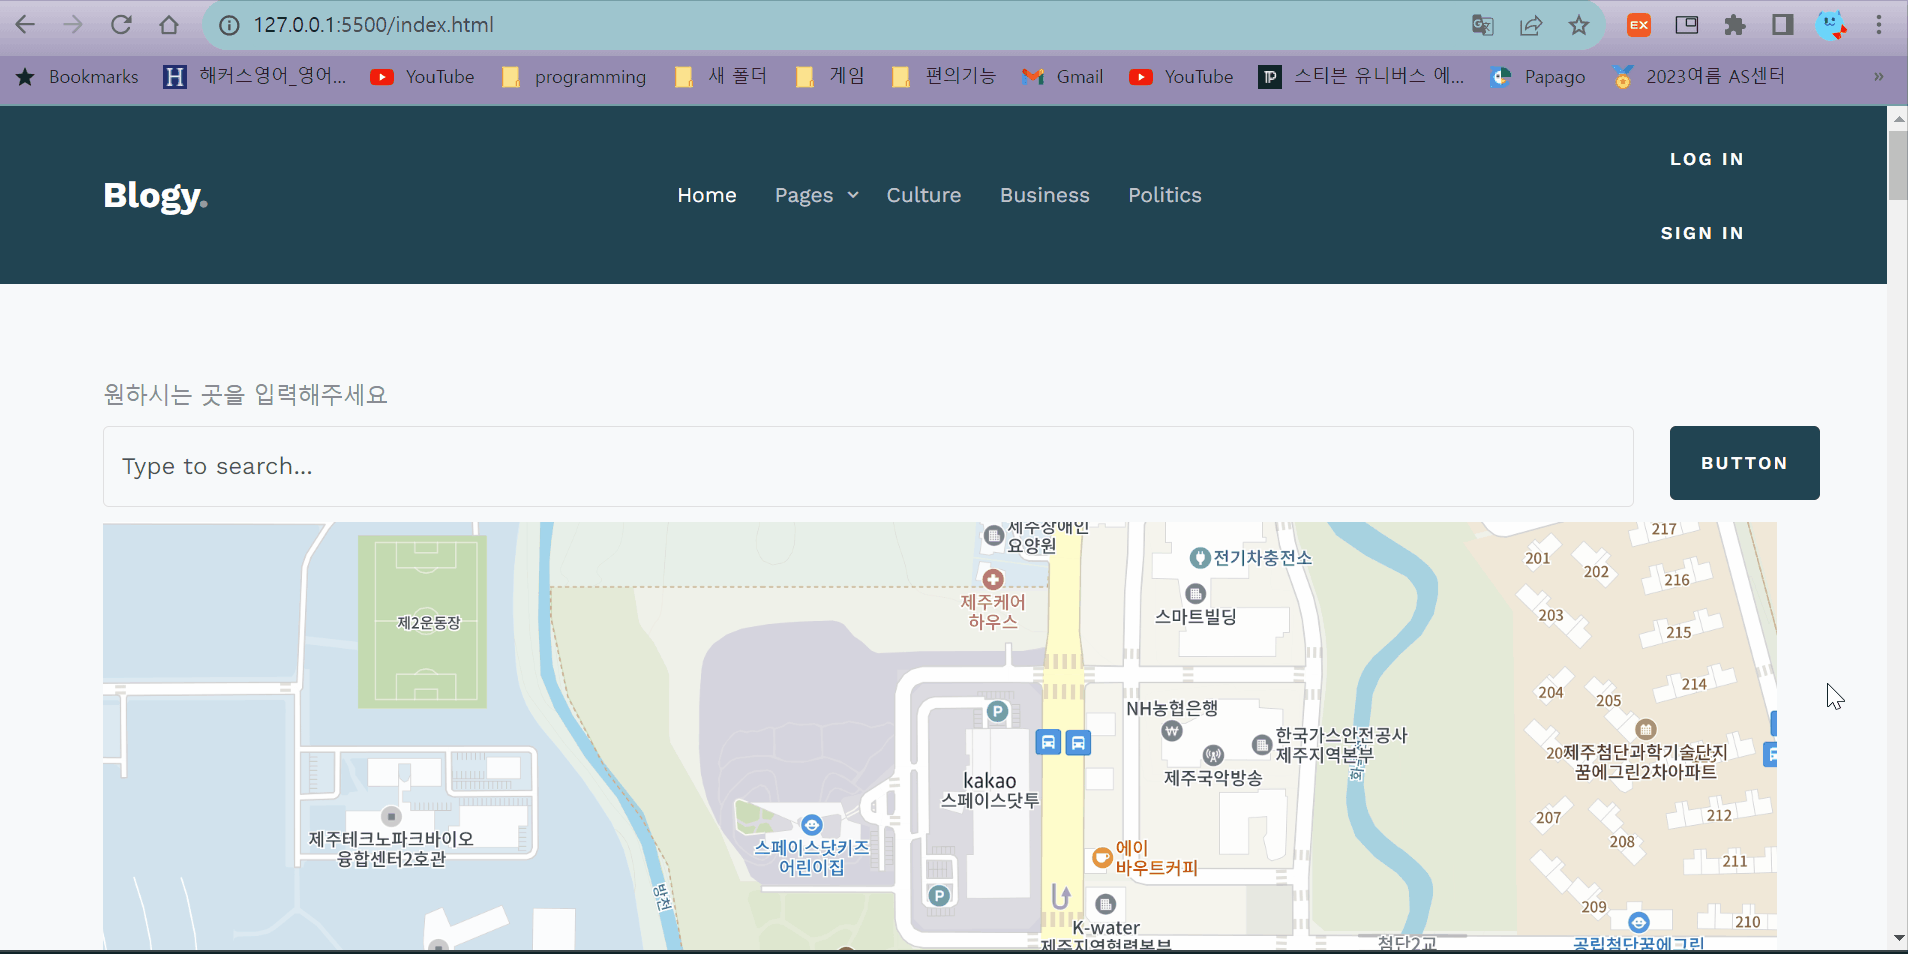 127.0.0.1:5500/index.html
Bookmarks 해커스영어_영어... YouTube programming 새 폴더 게임 편의기능 Gmail YouTube 스티븐 유니버스 에... Papago 2023여름 AS센터 »
LOG IN
Blogy. Home Pages Culture Business Politics
SIGN IN
원하시는 곳을 입력해주세요
Type to search...
BUTTON
제주장애인
요양원
217
전기차충전소
201
202
216
제주케어
하우스
스마트빌딩
203
제2운동장
215
214
204
205
NH농협은행
한국가스안전공사
제주지역본부
제주국악방송
제주첨단과학기술단지
꿈에그린2차아파트
kakao
스페이스닷투
207
212
208
제주테크노파크바이오
융합센터2호관
스페이스닷키즈
어린이집
에이
바우트커피
211
방천
209
210
K-water
제주지역협력본부
첨단2교
공립첨단꿈에그린